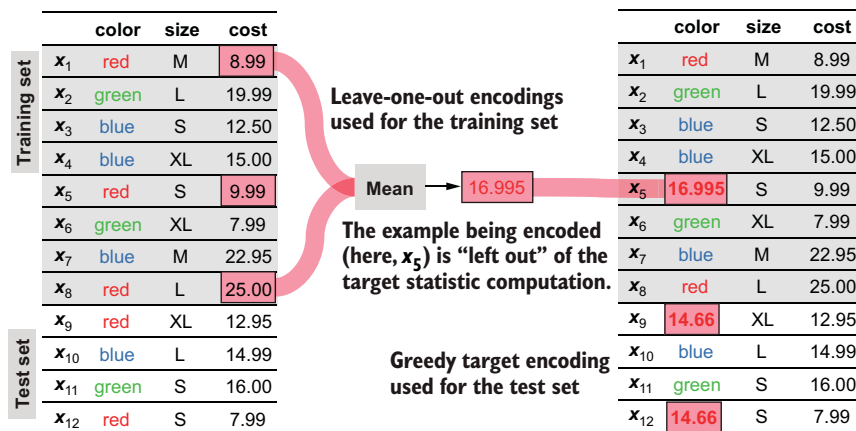 color size cost
Training set
x1 red M 8.99
x2 green L 19.99
x3 blue S 12.50
x4 blue XL 15.00
x5 red S 9.99
x6 green XL 7.99
x7 blue M 22.95
x8 red L 25.00
Test set
x9 red XL 12.95
x10 blue L 14.99
x11 green S 16.00
x12 red S 7.99
Leave-one-out encodings
used for the training set
Mean 16.995
The example being encoded
(here, x5) is “left out” of the
target statistic computation.
Greedy target encoding
used for the test set
color size cost
x1 red M 8.99
x2 green L 19.99
x3 blue S 12.50
x4 blue XL 15.00
x5 16.995 S 9.99
x6 green XL 7.99
x7 blue M 22.95
x8 red L 25.00
x9 14.66 XL 12.95
x10 blue L 14.99
x11 green S 16.00
x12 14.66 S 7.99